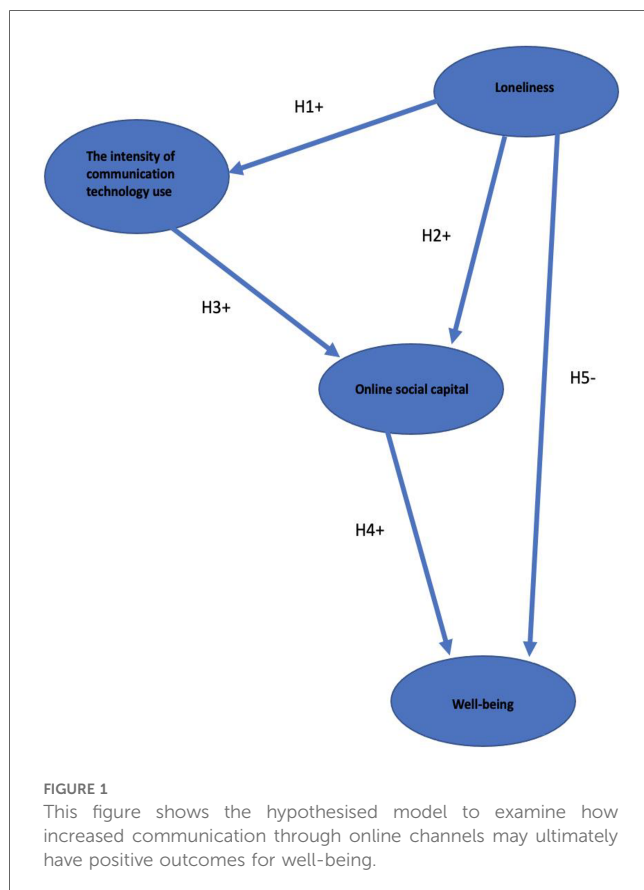 Loneliness
H1+
The intensity of
communication
technology use
H2+
H3+
Online social capital
H5-
H4+
Well-being
FIGURE 1
This figure shows the hypothesised model to examine how
increased communication through online channels may ultimately
have positive outcomes for well-being.